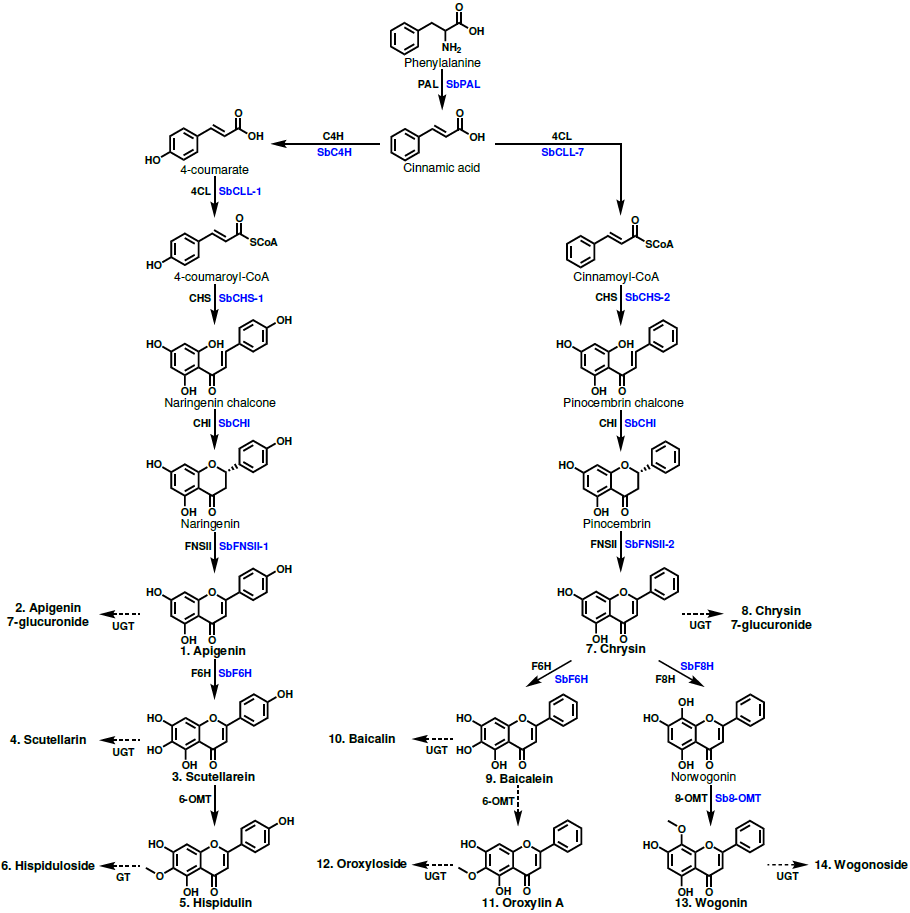 O
OH
NH2
Phenylalanine
PAL SbPAL
O
OH
HO
4-coumarate
C4H
SbC4H
O
OH
Cinnamic acid
4CL
SbCLL-7
4CL SbCLL-1
O
SCoA
HO
4-coumaroyl-CoA
O
SCoA
Cinnamoyl-CoA
CHS SbCHS-1
CHS SbCHS-2
OH
HO OH
OH O
Naringenin chalcone
HO OH
OH O
Pinocembrin chalcone
CHI SbCHI
CHI SbCHI
OH
HO O
OH O
Naringenin
HO O
OH O
Pinocembrin
FNSII SbFNSII-1
FNSII SbFNSII-2
2. Apigenin
7-glucuronide
UGT
OH
HO O
OH O
1. Apigenin
HO O
OH O
7. Chrysin
UGT
8. Chrysin
7-glucuronide
F6H SbF6H
F6H
SbF6H
SbF8H
F8H
4. Scutellarin
UGT
OH
HO O
HO
OH O
3. Scutellarein
10. Baicalin
UGT
HO O
HO
OH O
9. Baicalein
OH
HO O
OH O
Norwogonin
6-OMT
6-OMT
8-OMT Sb8-OMT
6. Hispiduloside
GT
OH
HO O
O
OH O
5. Hispidulin
12. Oroxyloside
UGT
HO O
O
OH O
11. Oroxylin A
O
HO O
OH O
13. Wogonin
UGT
14. Wogonoside